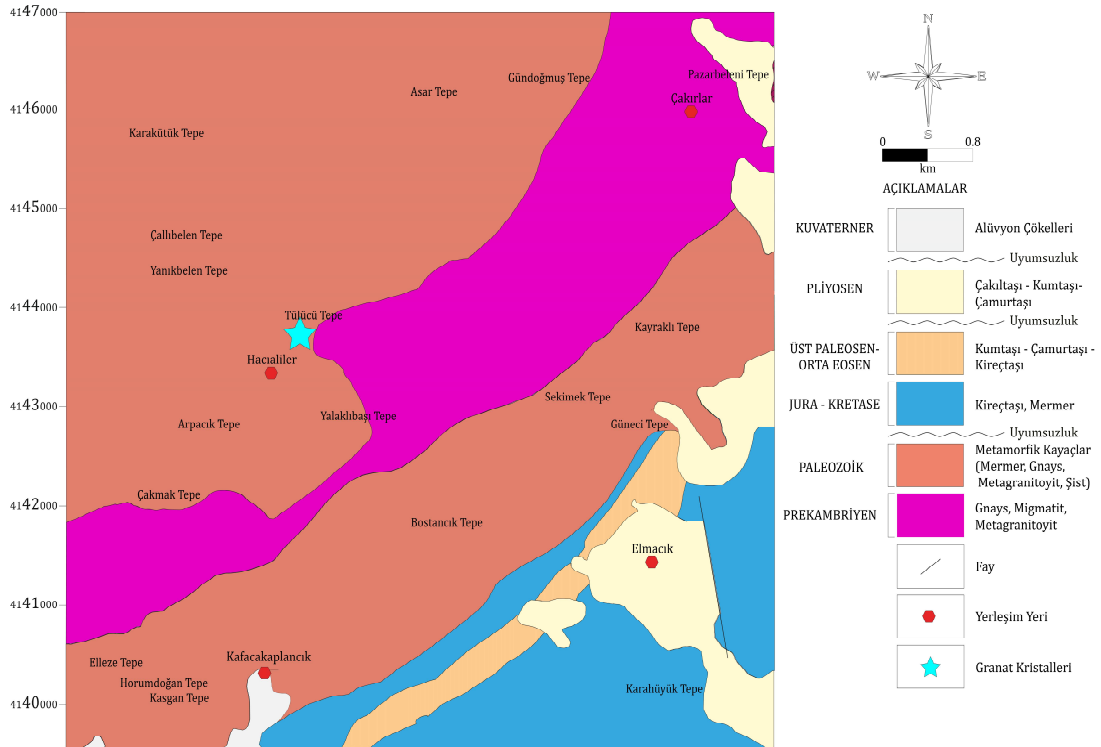 4147000
4146000
4145000
4144000
4143000
4142000
4141000
4140000
Gündoğmuş Tepe
Pazarbeleni Tepe
Asar Tepe
Çakırlar
Karakütük Tepe
Çallıbelen Tepe
Yanıkbelen Tepe
Tülücü Tepe
Kayraklı Tepe
Hacıaliler
Sekimek Tepe
Yalaklıbaşı Tepe
Arpacık Tepe
Güneci Tepe
Çakmak Tepe
Bostancık Tepe
Elmacık
Kafacakaplancık
Elleze Tepe
Horumdoğan Tepe
Kasgan Tepe
Karahüyük Tepe
N
W E
S
0 0.8
km
AÇIKLAMALAR
KUVATERNER
Alüvyon Çökelleri
Uyumsuzluk
PLİYOSEN
Çakıltaşı - Kumtaşı-
Çamurtaşı
Uyumsuzluk
ÜST PALEOSEN-
ORTA EOSEN
Kumtaşı - Çamurtaşı -
Kireçtaşı
JURA - KRETASE
Kireçtaşı, Mermer
Uyumsuzluk
PALEOZOİK
Metamorfik Kayaçlar
(Mermer, Gnays,
Metagranitoyit, Şist)
PREKAMBRİYEN
Gnays, Migmatit,
Metagranitoyit
Fay
Yerleşim Yeri
Granat Kristalleri